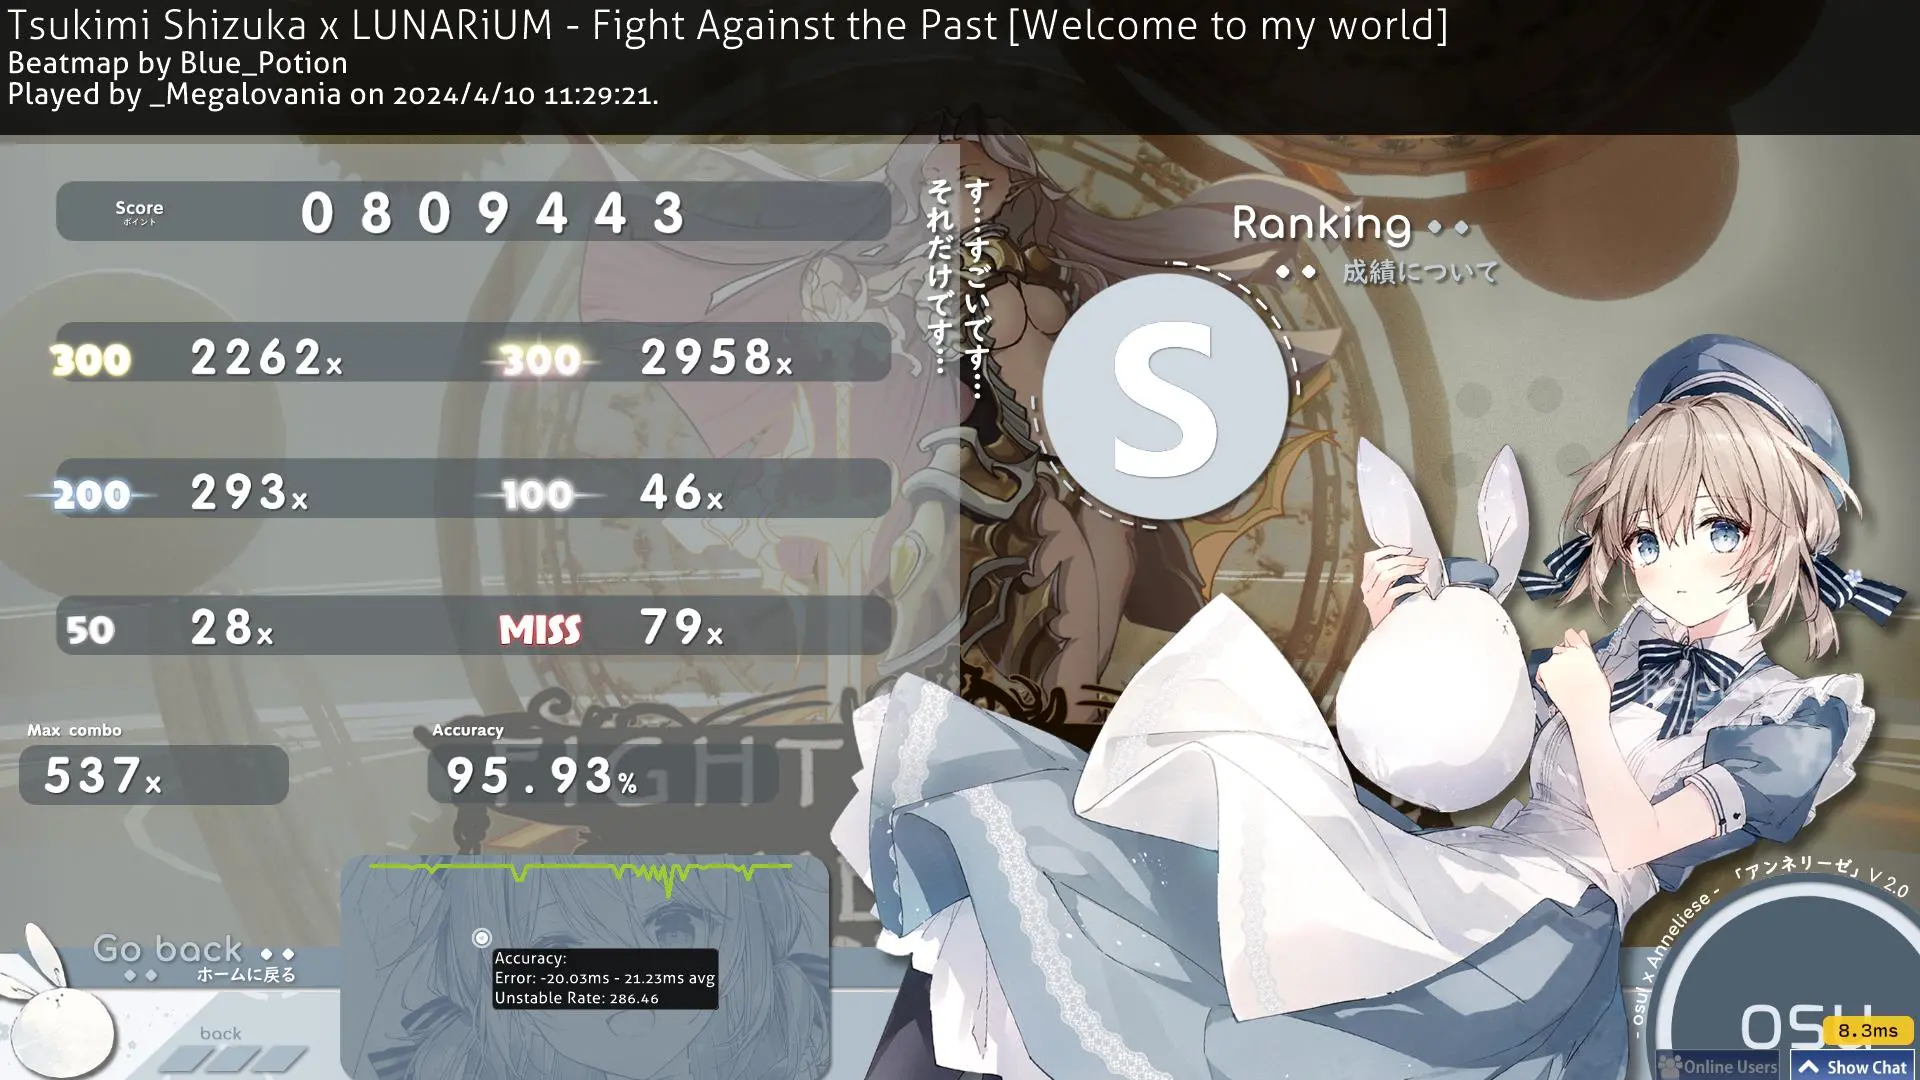 Tsukimi Shizuka x LUNARiUM - Fight Against the Past [Welcome to my world]
Beatmap by Blue_Potion
Played by _Megalovania on 2024/4/10 11:29:21.
Score
ポイント
0809443
す…すごいです…
それだけです…
Ranking
成績について
S
300 2262x 300 2958x
200 293x 100 46x
50 28x MISS 79x
Max combo
537x
Accuracy
95.93%
FIGHT
Replay
Go back
ホームに戻る
back
Accuracy:
Error: -20.03ms - 21.23ms avg
Unstable Rate: 286.46
- osu! x Anneliese - 「アンネリーゼ」 V 2.0
osu
8.3ms
Online Users
Show Chat